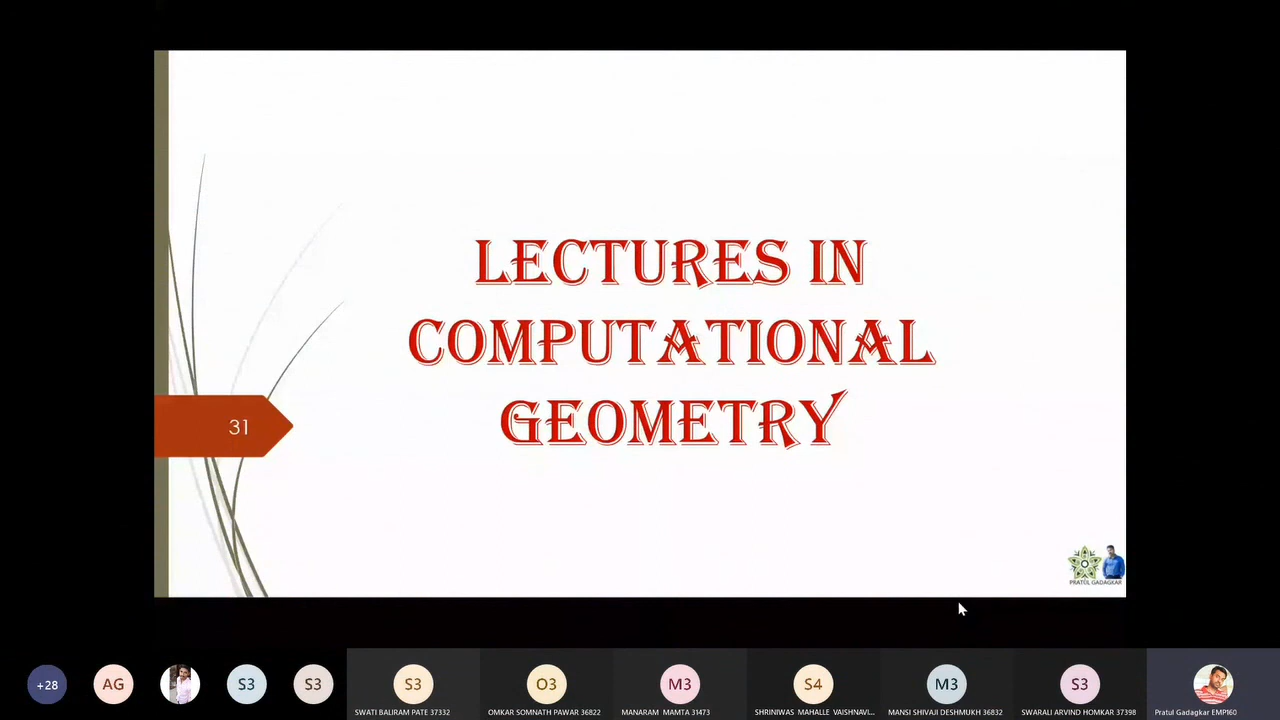 LECTURES IN
COMPUTATIONAL
GEOMETRY
31
PRATUL GADAGKAR
+28
AG
S3
S3
S3
O3
M3
S4
M3
S3
SWATI BALIRAM PATE 37332
OMKAR SOMNATH PAWAR 36822
MANARAM MAMTA 31473
SHRINIWAS MAHALLE VAISHNAVI...
MANSI SHIVAJI DESHMUKH 36832
SWARALI ARVIND HOMKAR 37398
Pratul Gadagkar EMP160